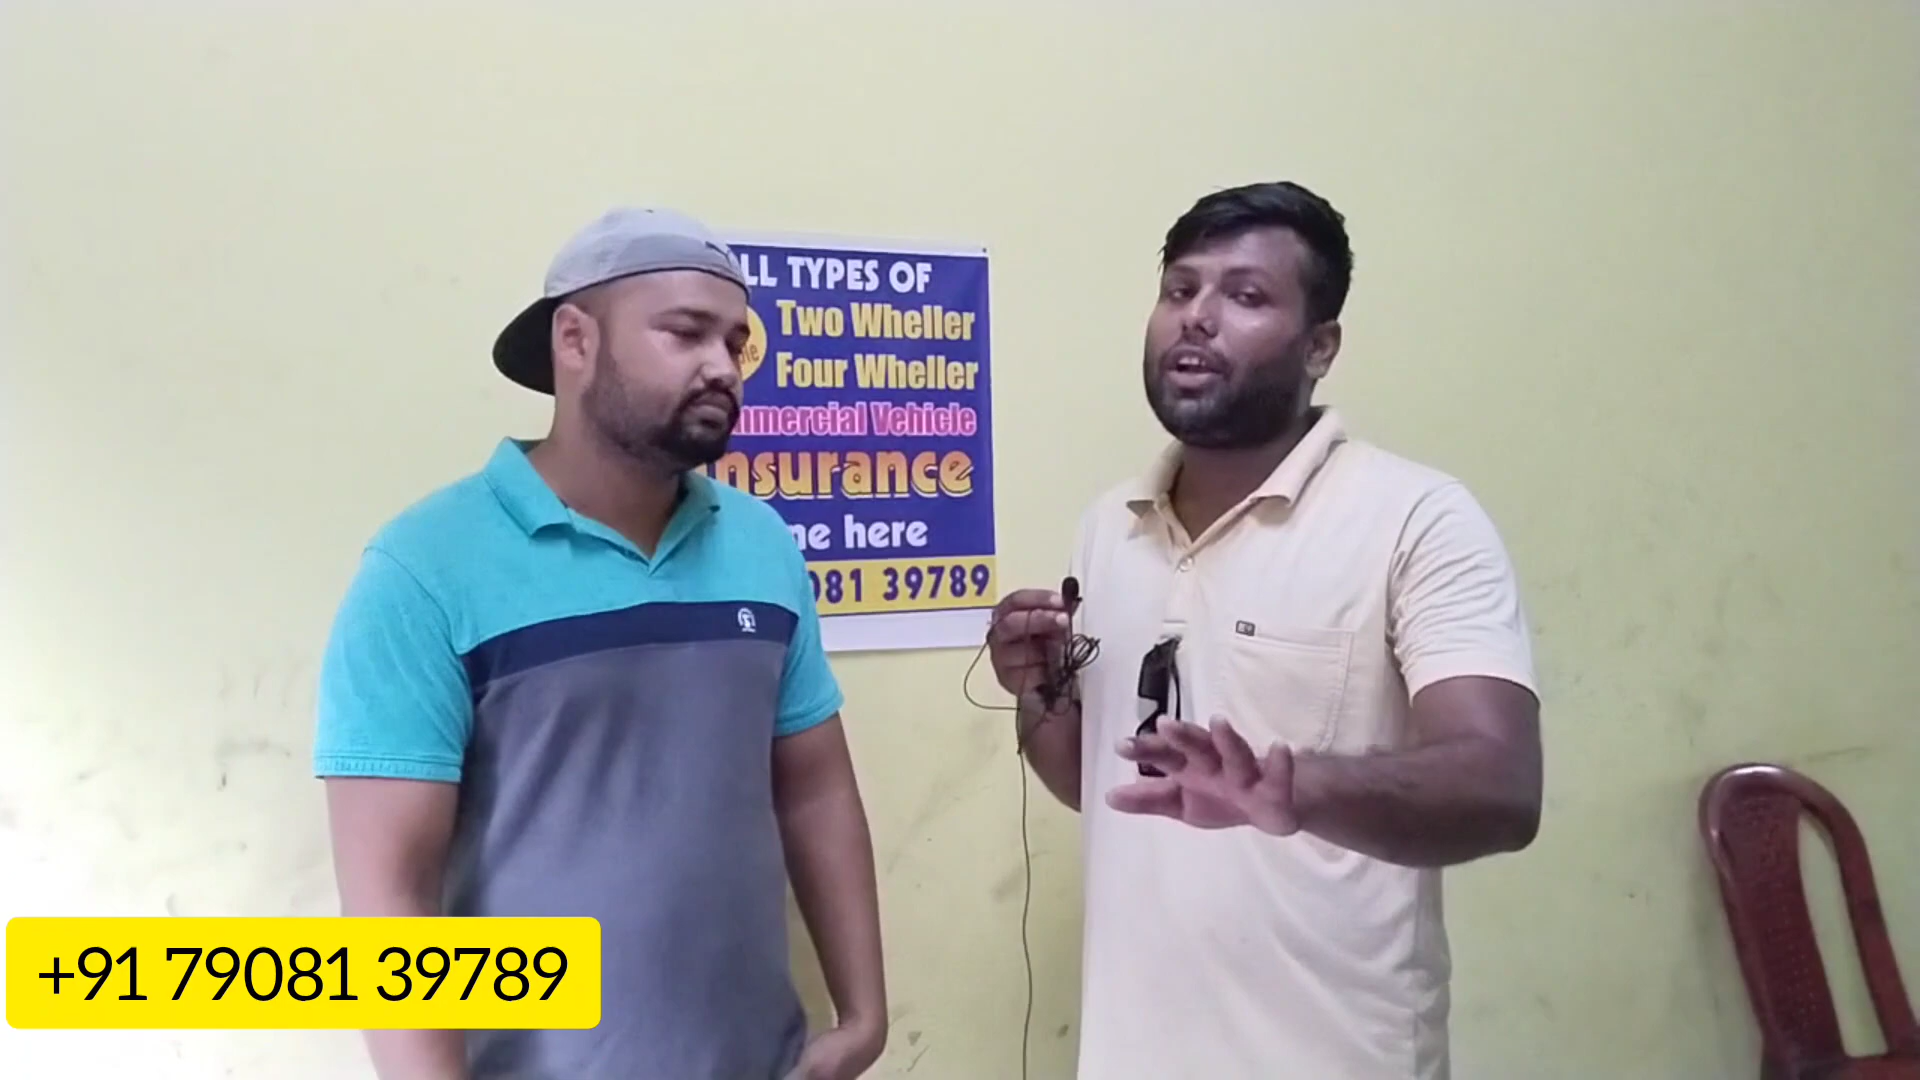 LL TYPES OF
Two Wheller
Four Wheller
mmercial Vehicle
nsurance
ne here
081 39789
+91 79081 39789